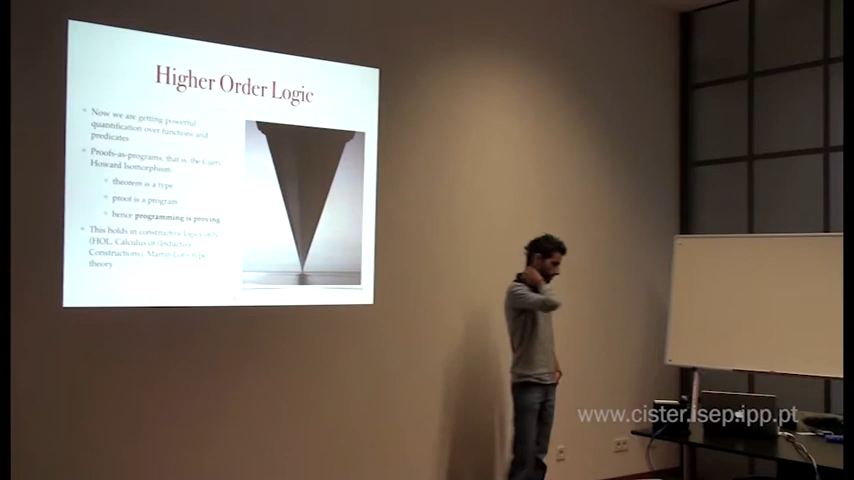 Higher Order Logic
Now we are getting powerful
quantification over functions and
predicates
Proofs-as-programs, that is, the Curry
Howard Isomorphism
theorem is a type
proof is a program
hence programming is proving
This holds in constructive logics only
(HOL, Calculus of (Inductive
Constructions), Martin Lof's type
theory
www.cister.isep.ipp.pt